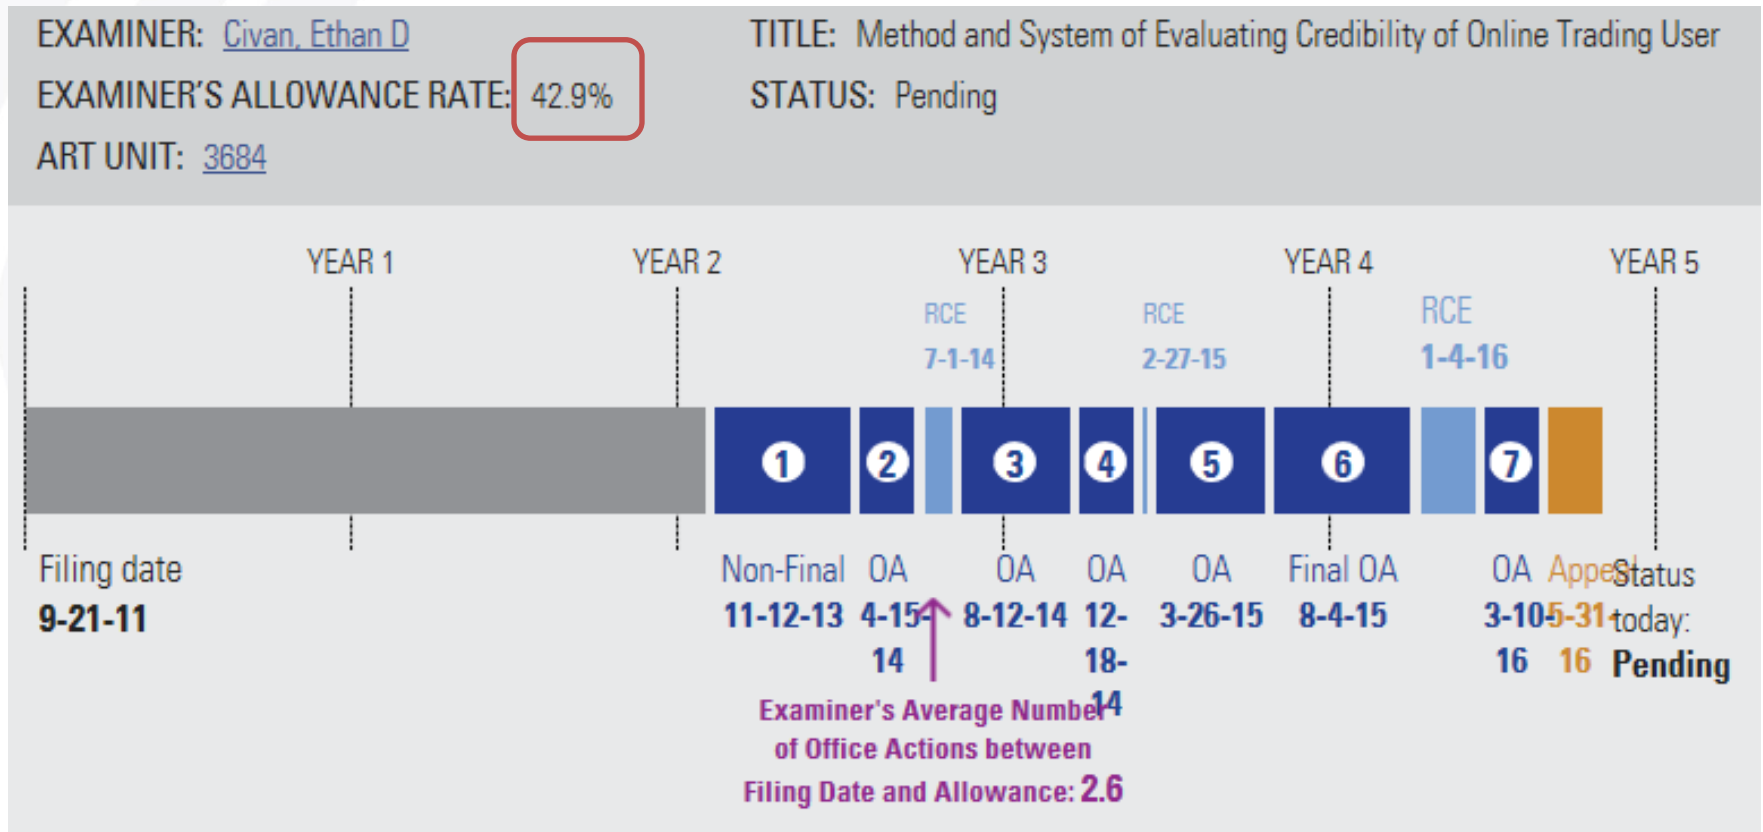 EXAMINER: Civan, Ethan D
EXAMINER'S ALLOWANCE RATE: 42.9%
ART UNIT: 3684
TITLE: Method and System of Evaluating Credibility of Online Trading User
STATUS: Pending
YEAR 1
YEAR 2
YEAR 3
YEAR 4
YEAR 5
RCE
7-1-14
RCE
2-27-15
RCE
1-4-16
1
2
3
4
5
6
7
Filing date
9-21-11
Non-Final
11-12-13
OA
4-15-
14
OA
8-12-14
OA
12-
18-
14
OA
3-26-15
Final OA
8-4-15
OA
3-10-
16
Appeal
5-31-
16
Status
today:
Pending
Examiner's Average Number
of Office Actions between
Filing Date and Allowance: 2.6